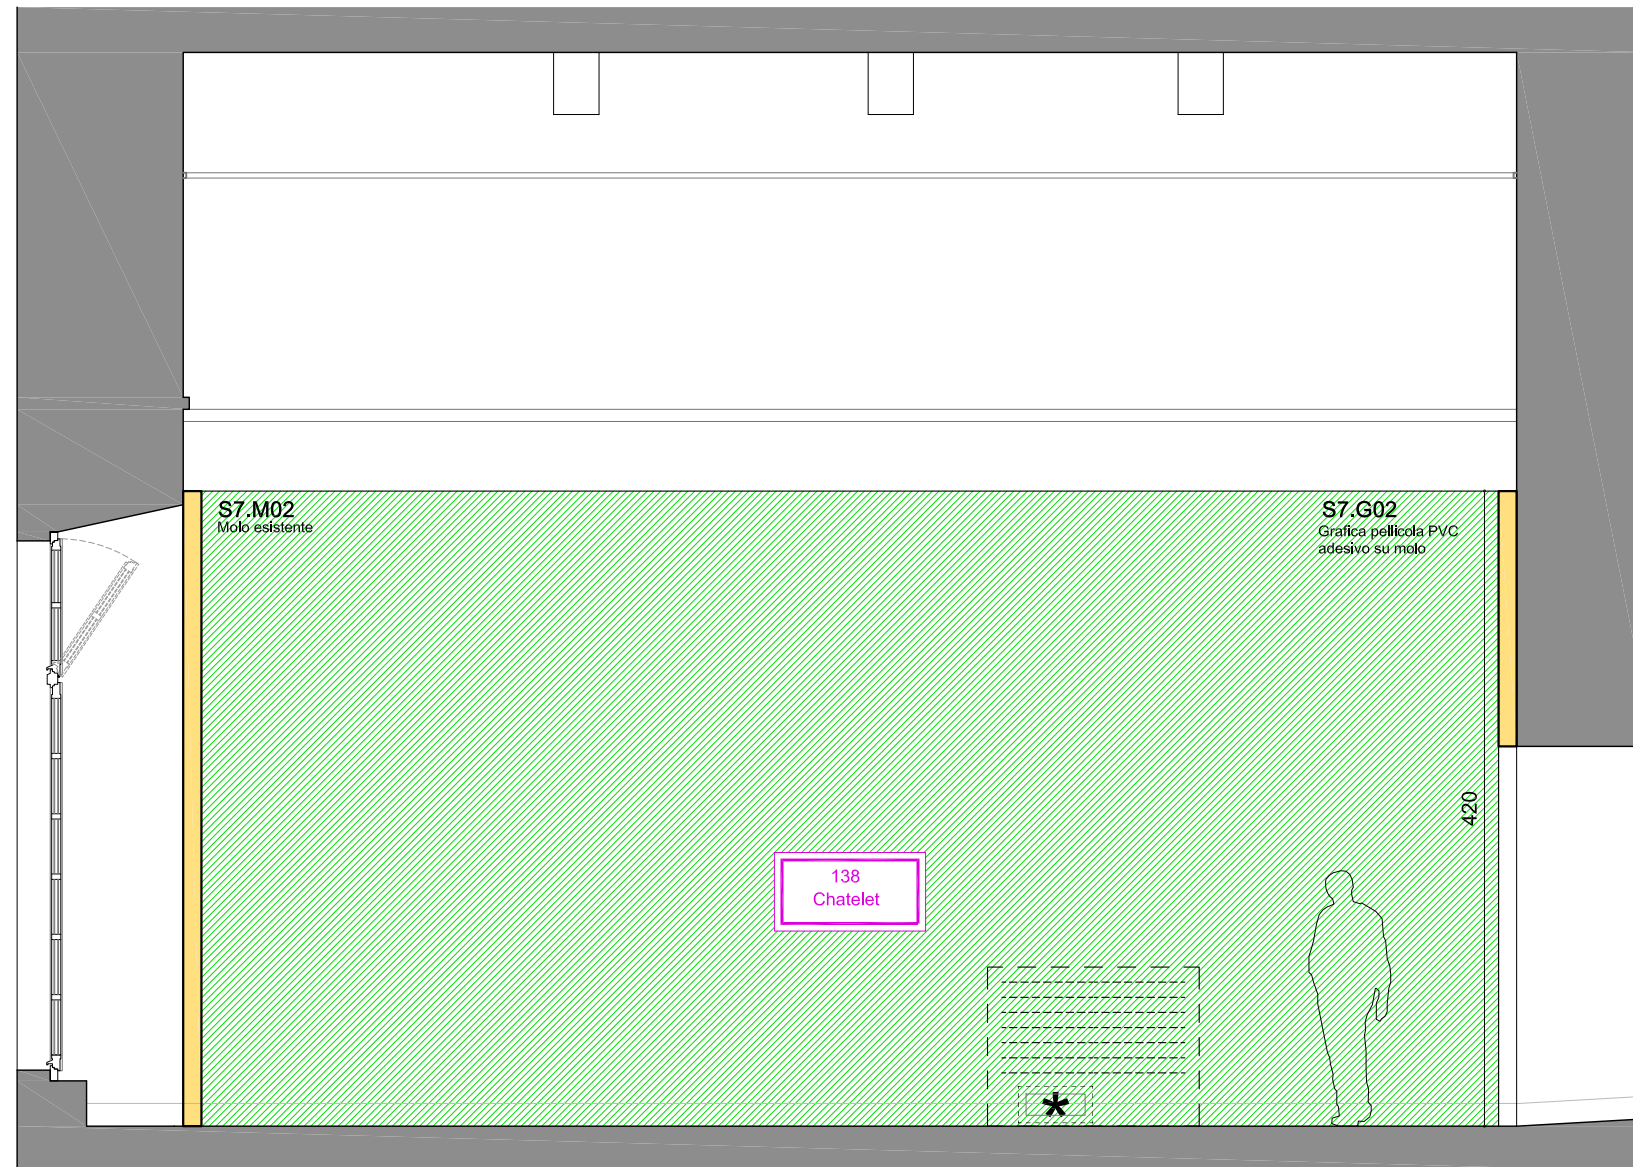 S7.M02
Molo esistente
S7.G02
Grafica pellicola PVC
adesivo su molo
420
138
Chatelet
*